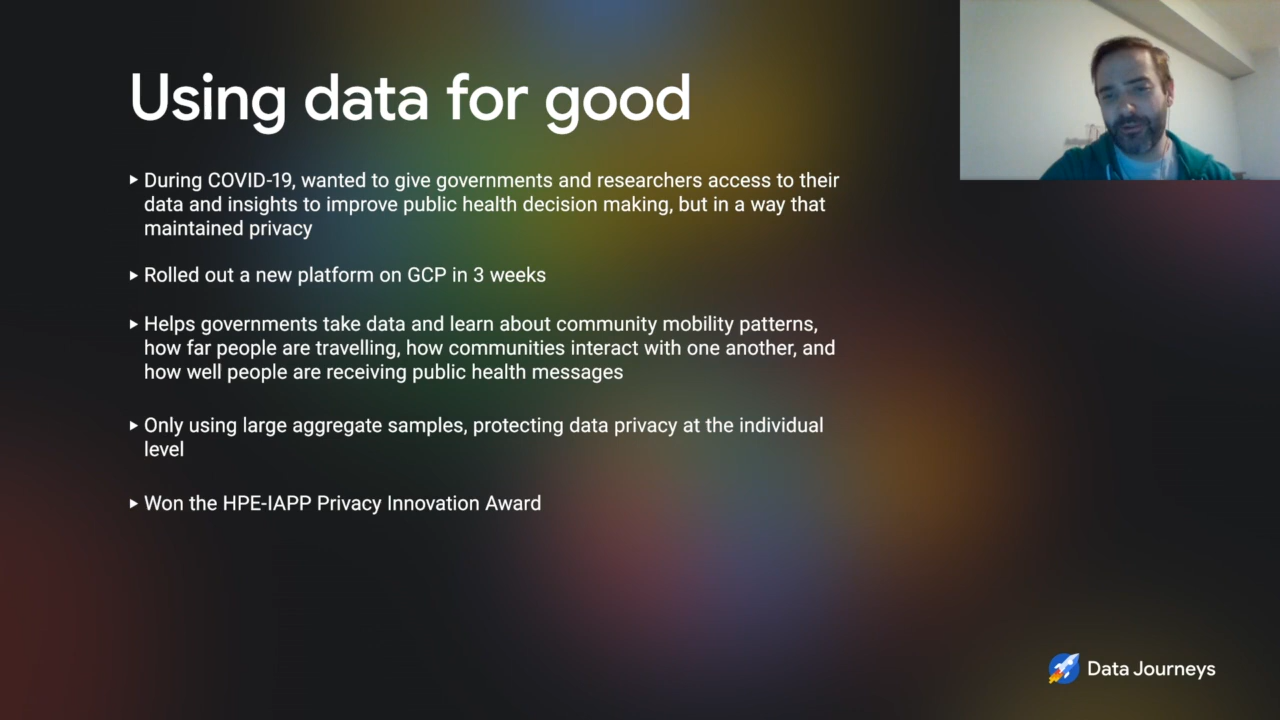 Using data for good
During COVID-19, wanted to give governments and researchers access to their
data and insights to improve public health decision making, but in a way that
maintained privacy
Rolled out a new platform on GCP in 3 weeks
Helps governments take data and learn about community mobility patterns,
how far people are travelling, how communities interact with one another, and
how well people are receiving public health messages
Only using large aggregate samples, protecting data privacy at the individual
level
Won the HPE-IAPP Privacy Innovation Award
Data Journeys